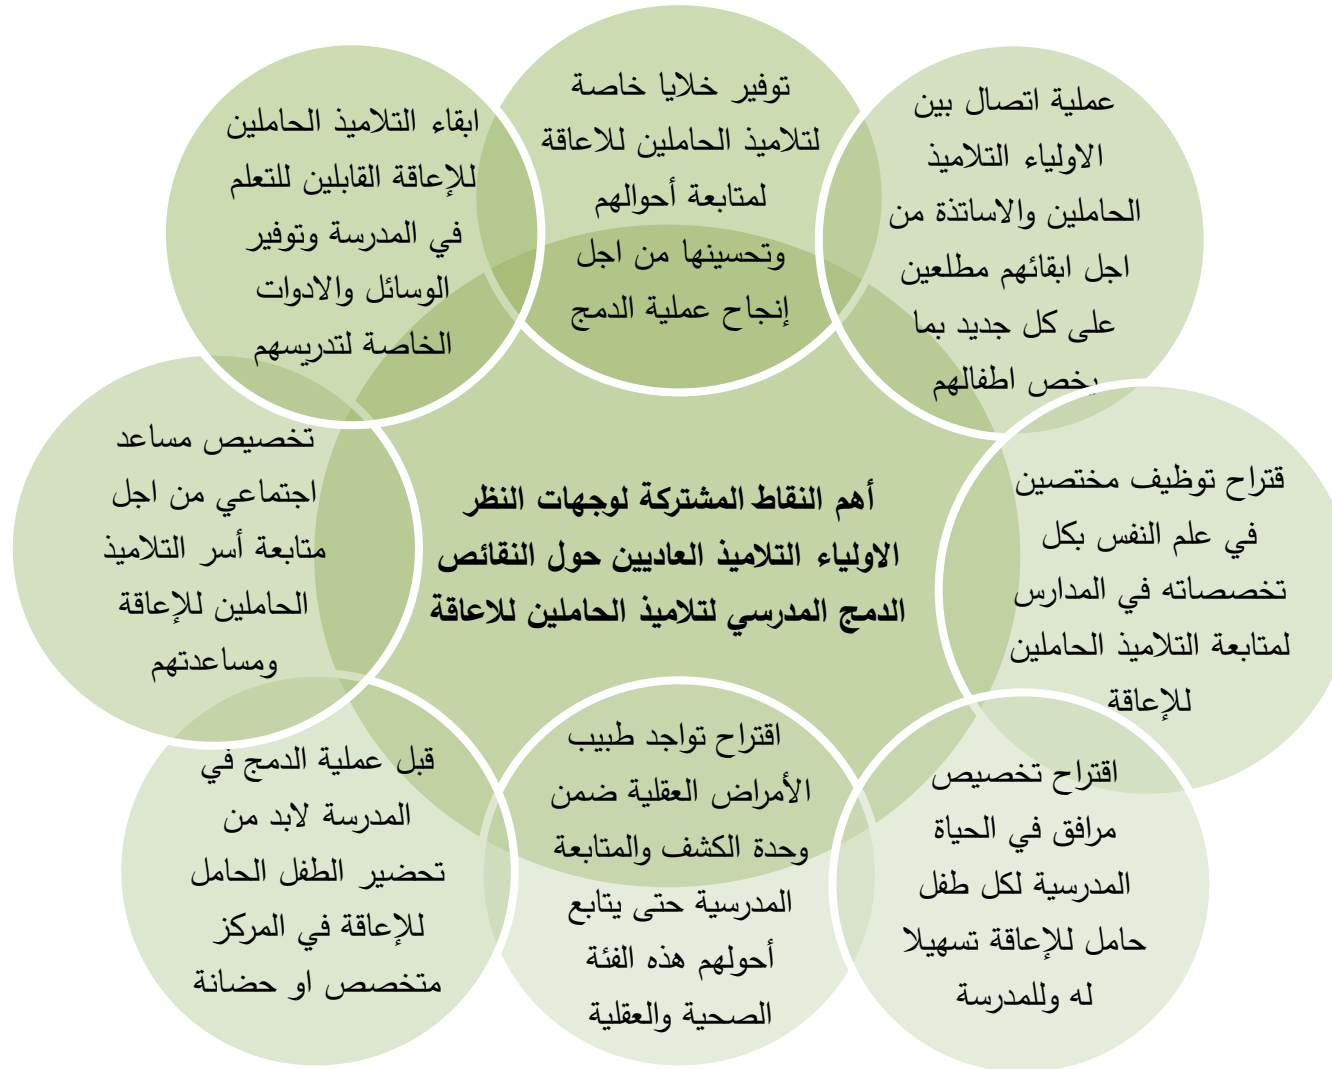 توفير خلايا خاصة
لتلاميذ الحاملين للاعاقة
لمتابعة أحوالهم
وتحسينها من اجل
إنجاح عملية الدمج
عملية اتصال بين
الاولياء التلاميذ
الحاملين والاساتذة من
اجل ابقائهم مطلعين
على كل جديد بما
يخص اطفالهم
قتراح توظيف مختصين
في علم النفس بكل
تخصصاته في المدارس
لمتابعة التلاميذ الحاملين
للإعاقة
اقتراح تخصيص
مرافق في الحياة
المدرسية لكل طفل
حامل للإعاقة تسهيلا
له وللمدرسة
اقتراح تواجد طبيب
الأمراض العقلية ضمن
وحدة الكشف والمتابعة
المدرسية حتى يتابع
أحولهم هذه الفئة
الصحية والعقلية
قبل عملية الدمج في
المدرسة لابد من
تحضير الطفل الحامل
للإعاقة في المركز
متخصص او حضانة
تخصيص مساعد
اجتماعي من اجل
متابعة أسر التلاميذ
الحاملين للإعاقة
ومساعدتهم
ابقاء التلاميذ الحاملين
للإعاقة القابلين للتعلم
في المدرسة وتوفير
الوسائل والادوات
الخاصة لتدريسهم
أهم النقاط المشتركة لوجهات النظر
الاولياء التلاميذ العاديين حول النقائص
الدمج المدرسي لتلاميذ الحاملين للاعاقة